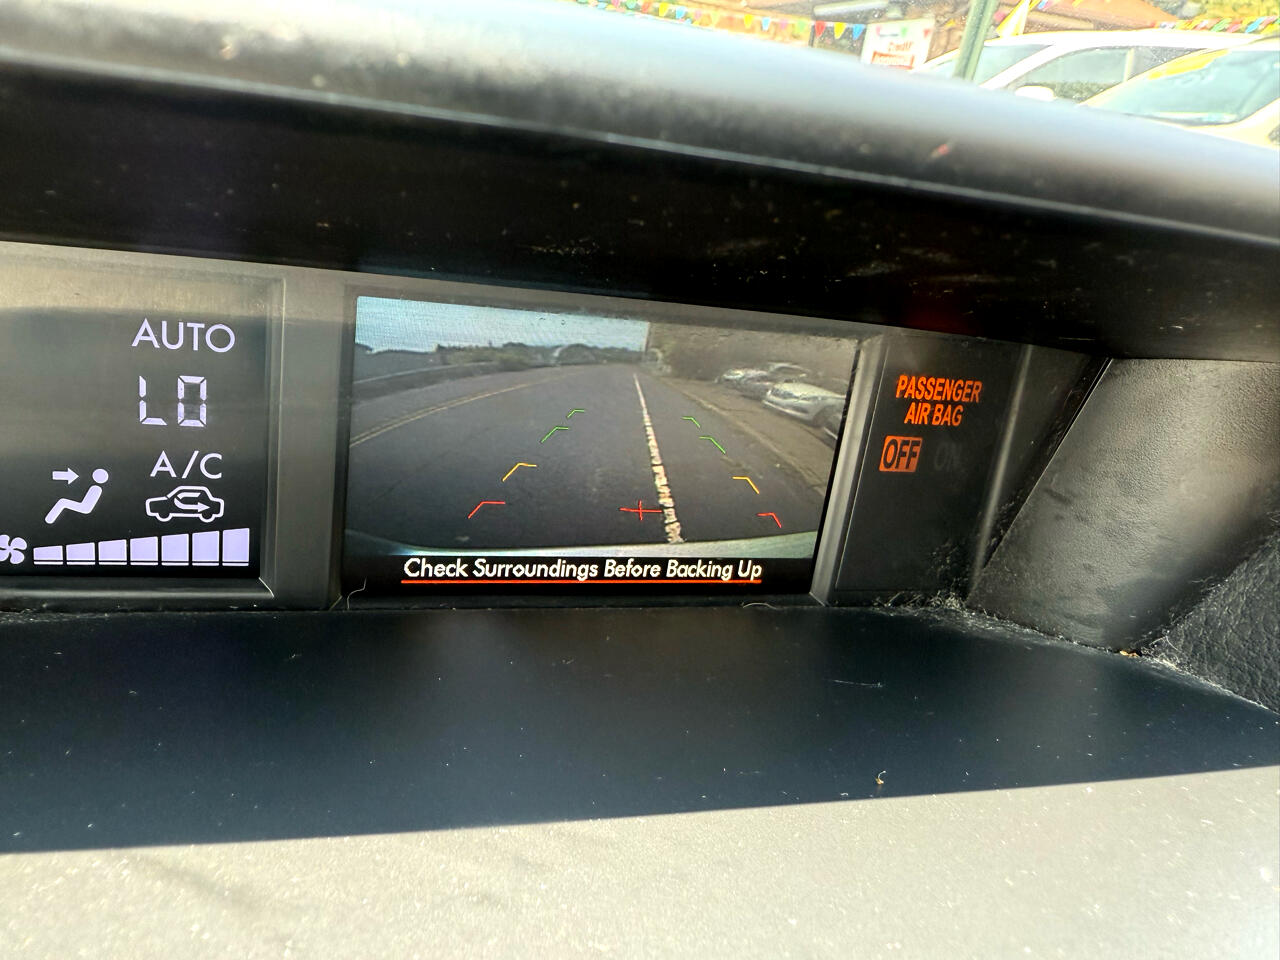 AUTO
LO
A/C
Check Surroundings Before Backing Up
PASSENGER
AIR BAG
OFF ON